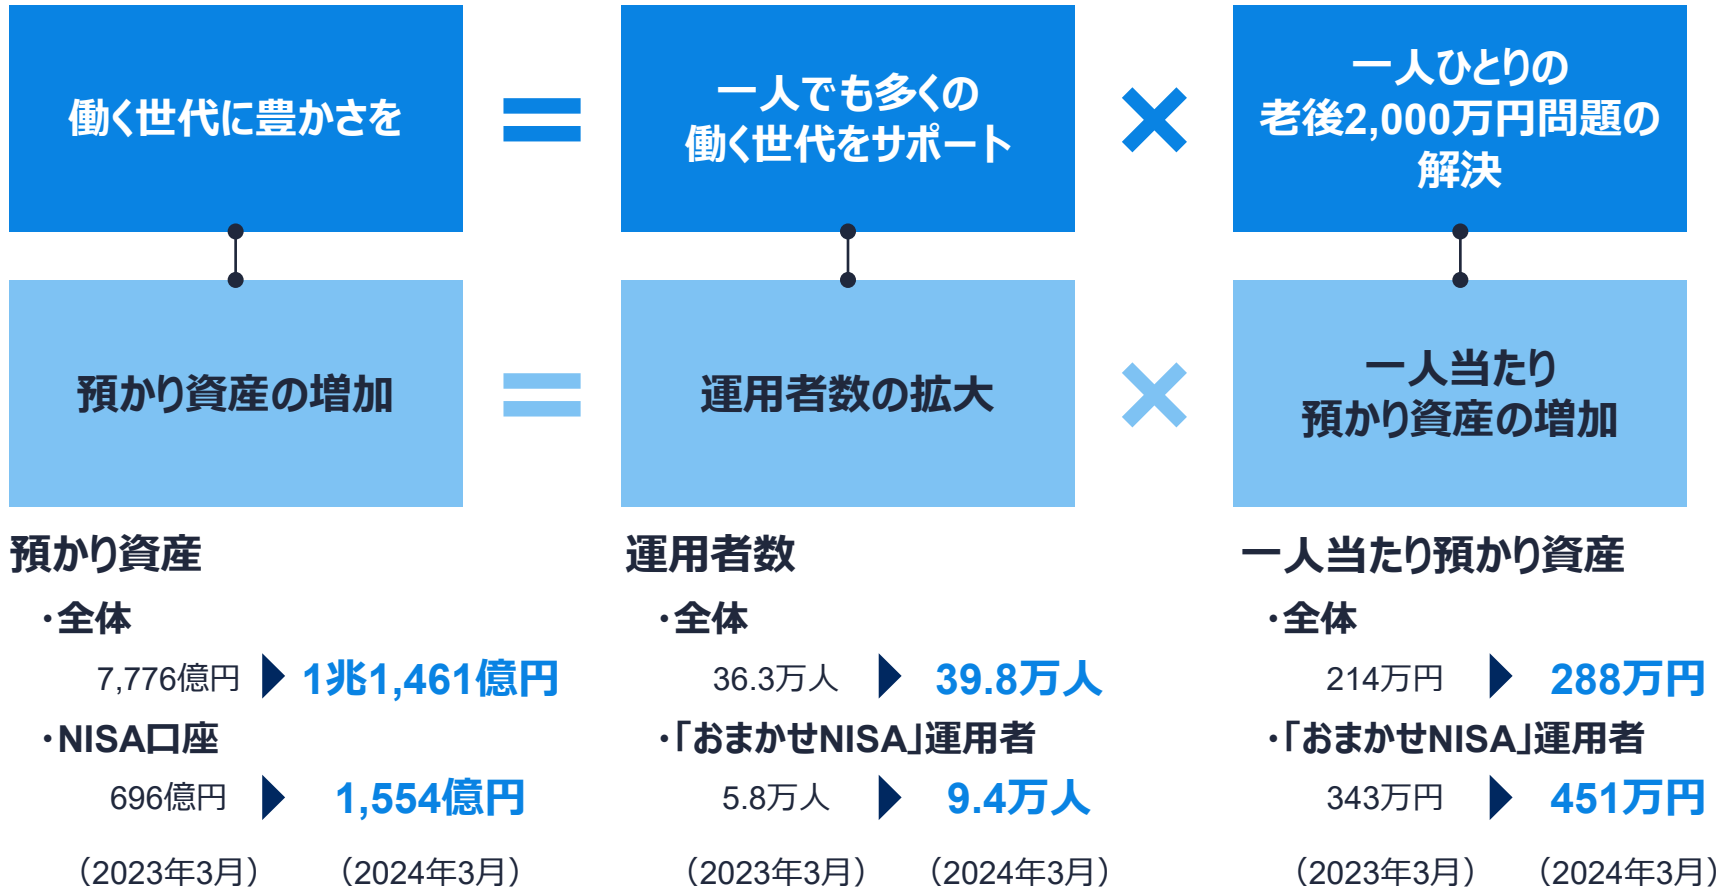 働く世代に豊かさを
=
一人でも多くの
働く世代をサポート
×
一人ひとりの
老後2,000万円問題の
解決
預かり資産の増加
=
運用者数の拡大
×
一人当たり
預かり資産の増加
預かり資産
・全体
7,776億円 ▶ 1兆1,461億円
・NISA口座
696億円 ▶ 1,554億円
（2023年3月） （2024年3月）
運用者数
・全体
36.3万人 ▶ 39.8万人
・「おまかせNISA」運用者
5.8万人 ▶ 9.4万人
（2023年3月） （2024年3月）
一人当たり預かり資産
・全体
214万円 ▶ 288万円
・「おまかせNISA」運用者
343万円 ▶ 451万円
（2023年3月） （2024年3月）